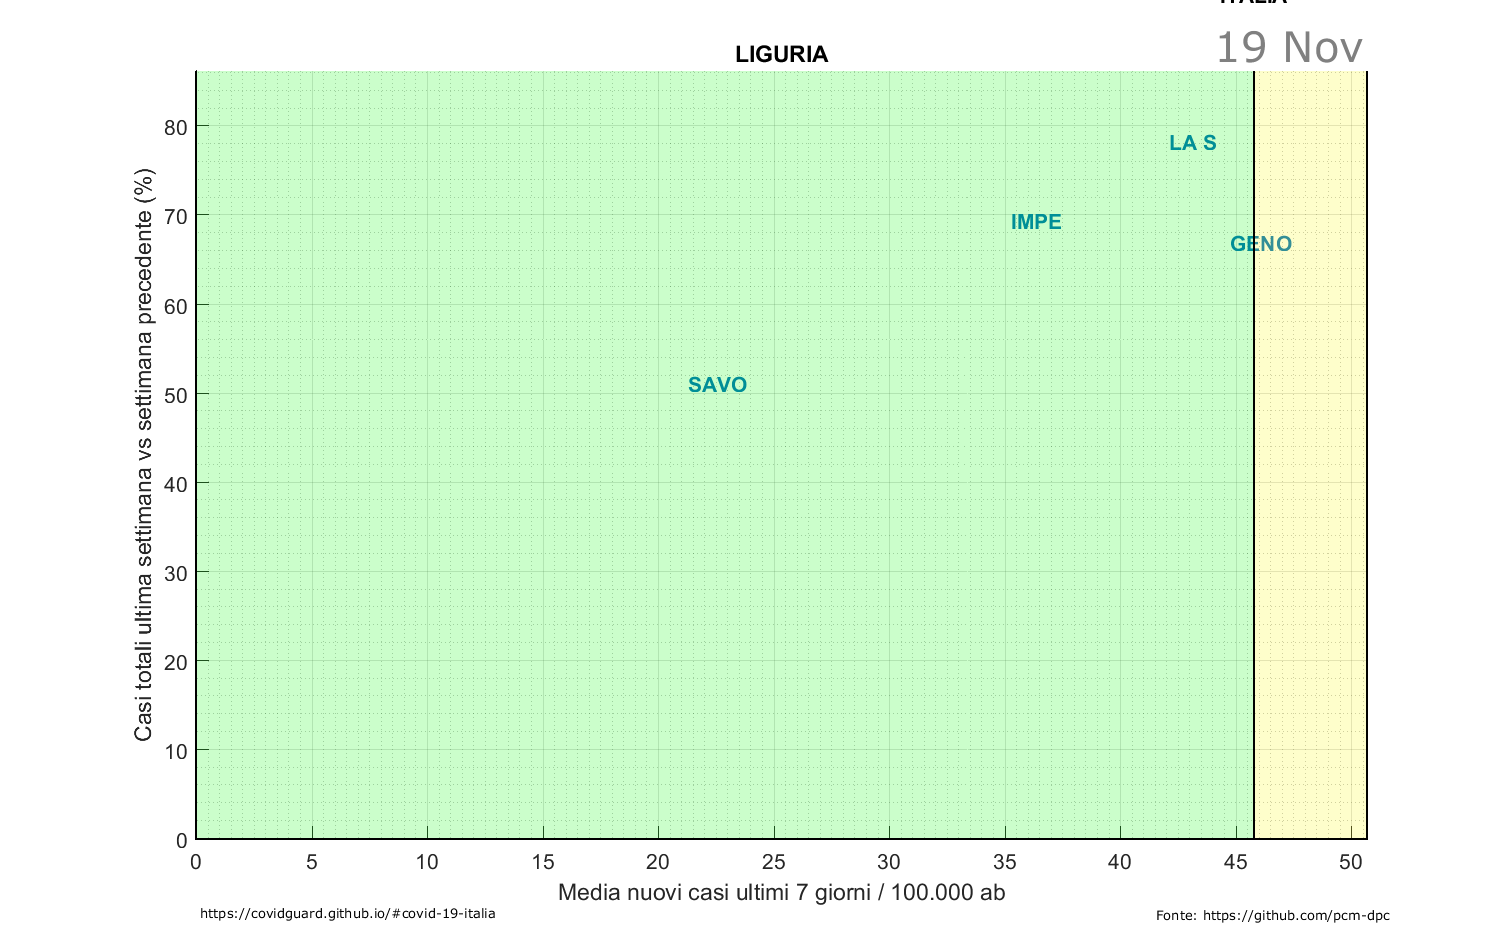 19 Nov
LIGURIA
Casi totali ultima settimana vs settimana precedente (%)
80
70
60
50
40
30
20
10
0
LA S
IMPE
GENO
SAVO
0 5 10 15 20 25 30 35 40 45 50
Media nuovi casi ultimi 7 giorni / 100.000 ab
https://covidguard.github.io/#covid-19-italia
Fonte: https://github.com/pcm-dpc